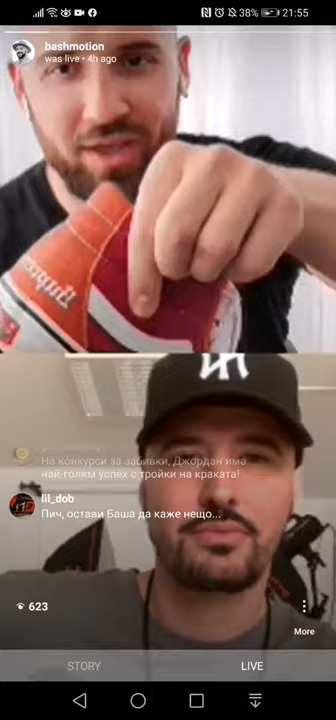 38% 21:55
bashmotion
was live • 4h ago
На конкурси за забивки, Джордан има
най-голям успех с тройки на краката!
lil_dob
Пич, остави Баша да каже нещо...
623
More
STORY LIVE